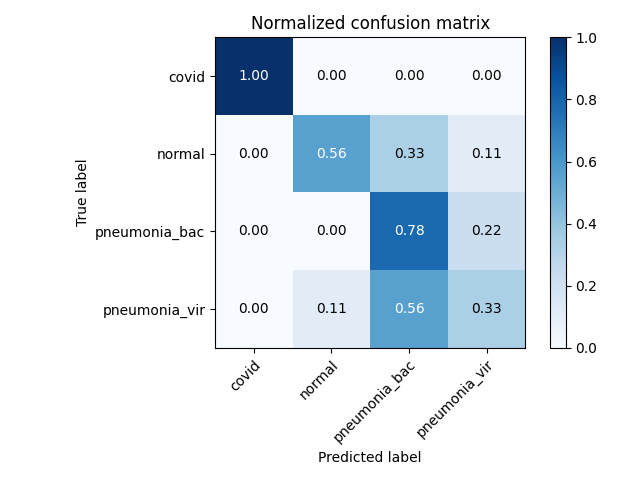 Normalized confusion matrix
True label
covid 1.00 0.00 0.00 0.00
normal 0.00 0.56 0.33 0.11
pneumonia_bac 0.00 0.00 0.78 0.22
pneumonia_vir 0.00 0.11 0.56 0.33
covid normal pneumonia_bac pneumonia_vir
Predicted label
1.0
0.8
0.6
0.4
0.2
0.0